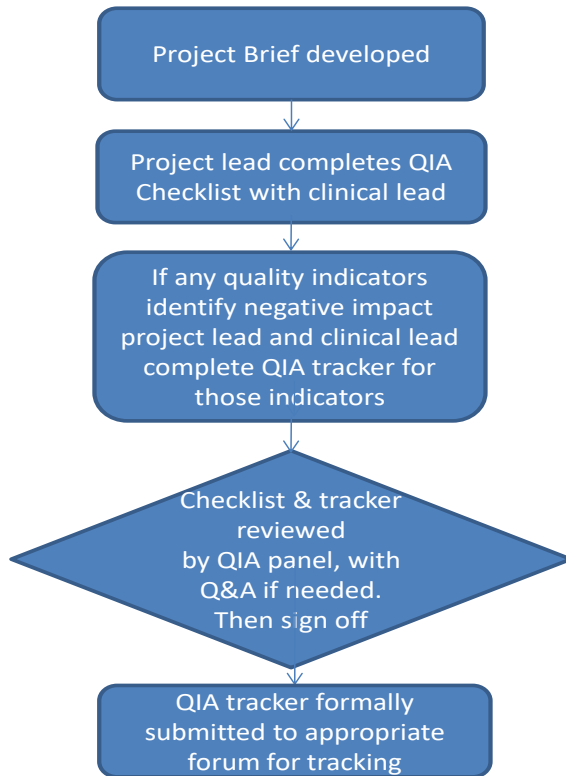 Project Brief developed
Project lead completes QIA
Checklist with clinical lead
If any quality indicators
identify negative impact
project lead and clinical lead
complete QIA tracker for
those indicators
Checklist & tracker
reviewed
by QIA panel, with
Q&A if needed.
Then sign off
QIA tracker formally
submitted to appropriate
forum for tracking